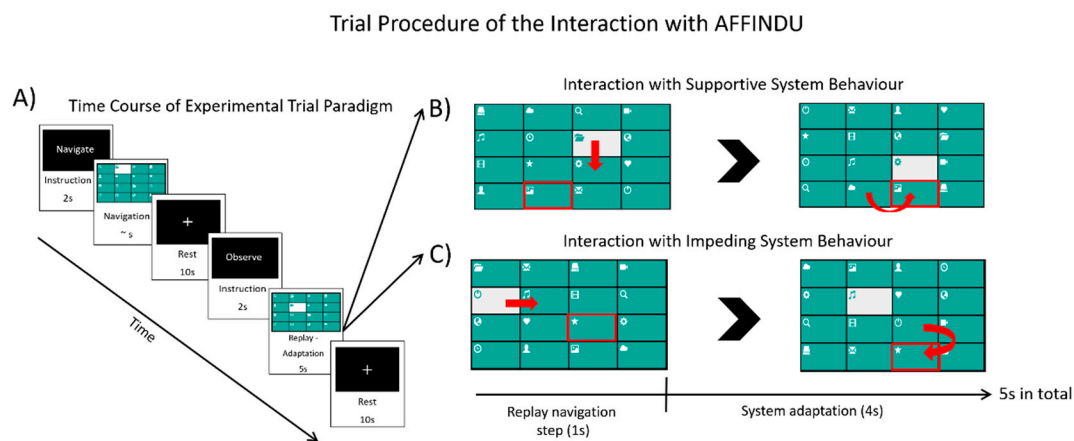 Trial Procedure of the Interaction with AFFINDU
A)
Time Course of Experimental Trial Paradigm
Navigate
Instruction
2s
Navigation
~ s
Rest
10s
Observe
Instruction
2s
Replay -
Adaptation
5s
Rest
10s
Time
B)
Interaction with Supportive System Behaviour
C)
Interaction with Impeding System Behaviour
Replay navigation
step (1s)
System adaptation (4s)
5s in total